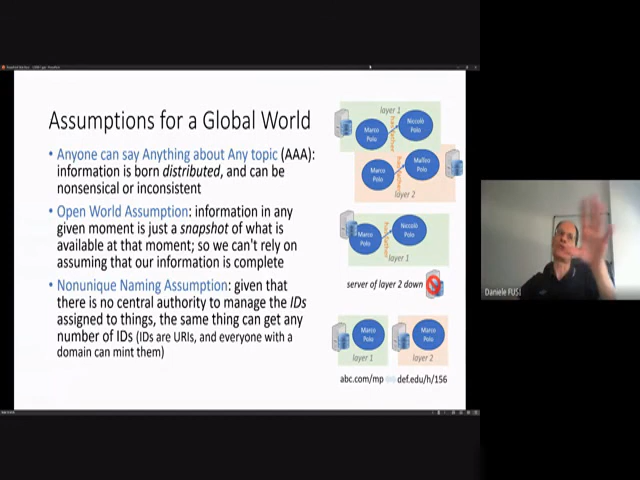 Assumptions for a Global World
• Anyone can say Anything about Any topic (AAA):
information is born distributed, and can be
nonsensical or inconsistent
• Open World Assumption: information in any
given moment is just a snapshot of what is
available at that moment; so we can't rely on
assuming that our information is complete
• Nonunique Naming Assumption: given that
there is no central authority to manage the IDs
assigned to things, the same thing can get any
number of IDs (IDs are URIs, and everyone with a
domain can mint them)
layer 1
Marco
Polo
Niccolò
Polo
Marco
Polo
Maffeo
Polo
layer 2
Marco
Polo
Niccolò
Polo
layer 1
server of layer 2 down
Marco
Polo
Marco
Polo
layer 1
layer 2
abc.com/mp
def.edu/h/156
Daniele FUSI